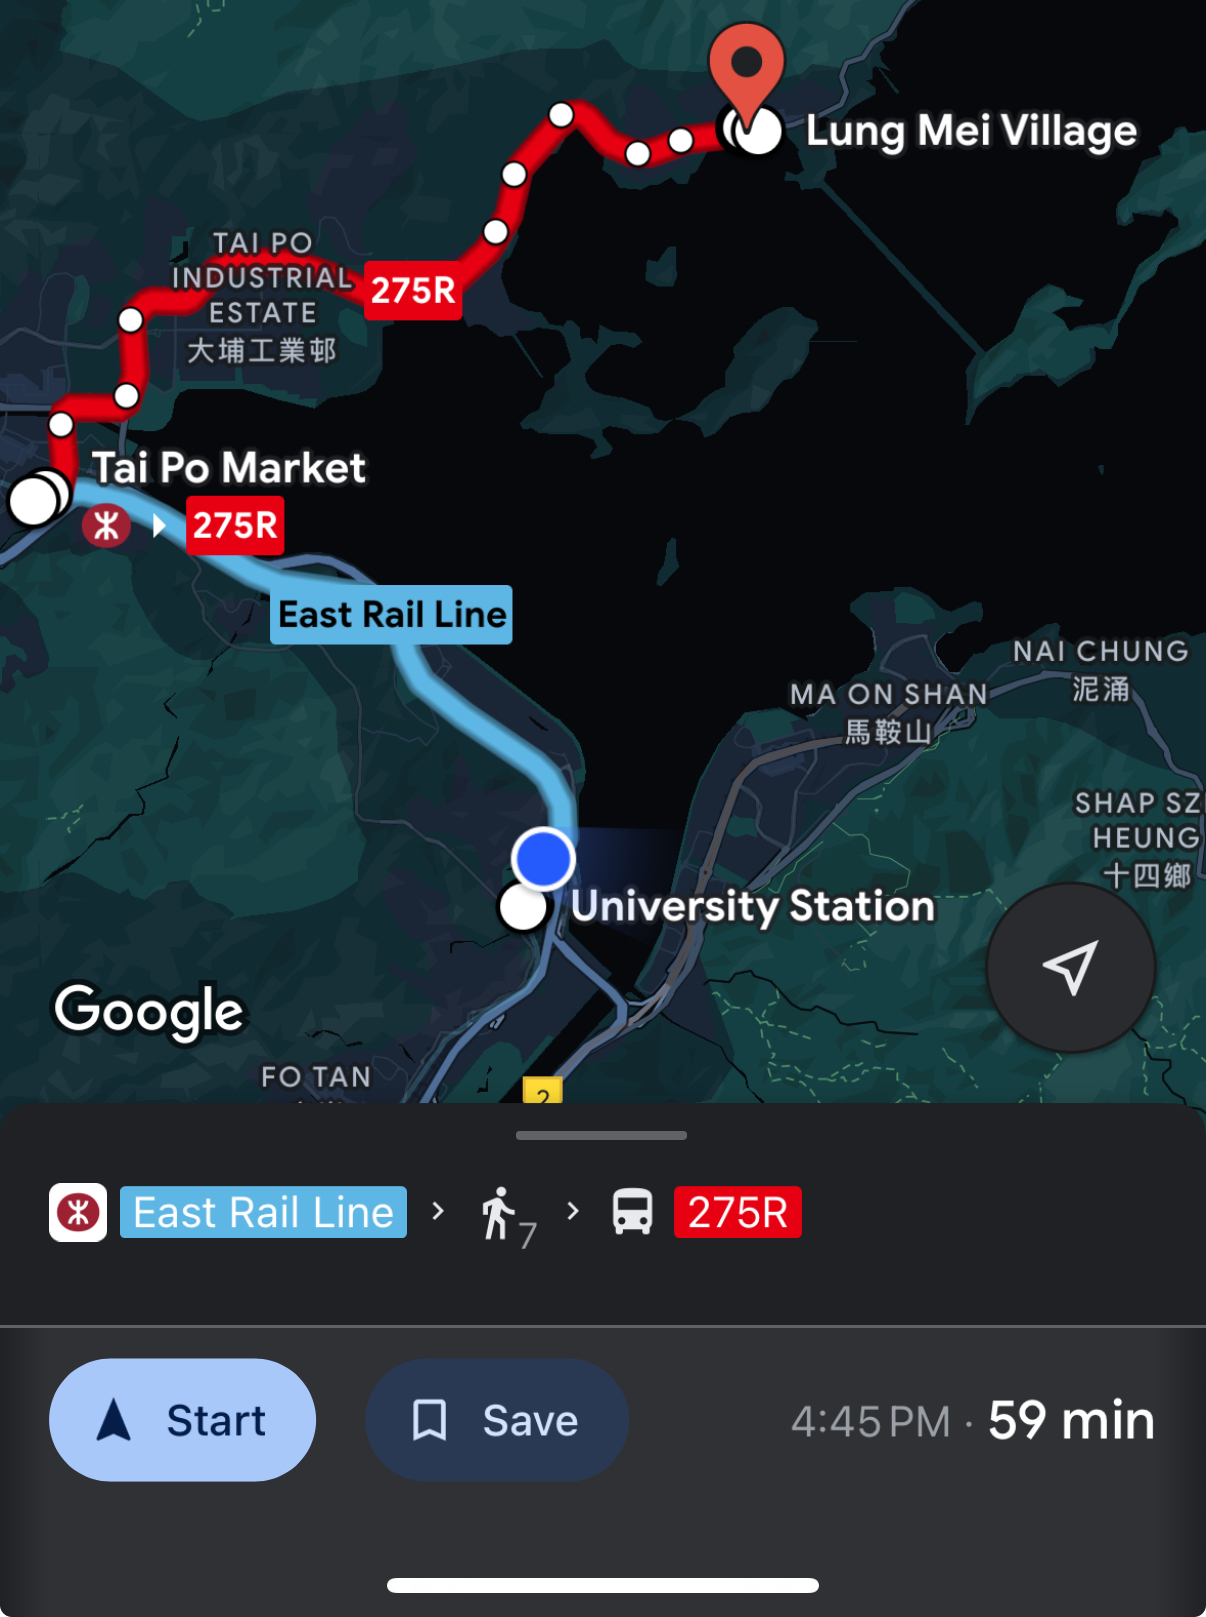 Lung Mei Village
TAI PO
INDUSTRIAL
ESTATE
大埔工業邨
275R
Tai Po Market
275R
East Rail Line
NAI CHUNG
泥涌
MA ON SHAN
馬鞍山
SHAP SZ
HEUNG
十四鄉
University Station
Google
FO TAN
2
East Rail Line
7
275R
Start
Save
4:45 PM · 59 min